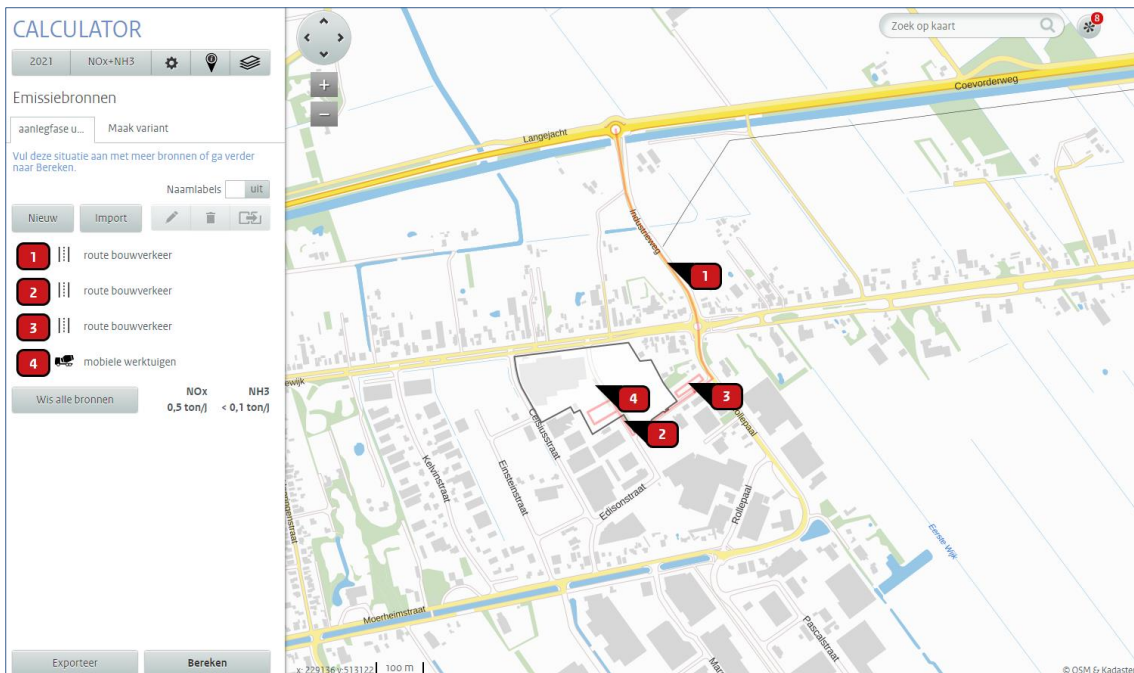 CALCULATOR
2021
NOx+NH3
Emissiebronnen
aanlegfase u...
Maak variant
Vul deze situatie aan met meer bronnen of ga verder
naar Bereken.
Naamlabels
uit
Nieuw
Import
1 route bouwverkeer
2 route bouwverkeer
3 route bouwverkeer
4 mobiele werktuigen
Wis alle bronnen
NOx NH3
0,5 ton/j < 0,1 ton/j
Exporteer
Bereken
Zoek op kaart
8
Coevorderweg
Langejacht
Industrieweg
1
ewijk
3
4
2
Rollepaal
Celsiusstraat
Kelvinstraat
Einsteinstraat
Edisonstraat
Rollepaal
Eerste Wijk
Moerheimstraat
Pascalstraat
x: 229136 y:513122
100 m
© OSM & Kadaster